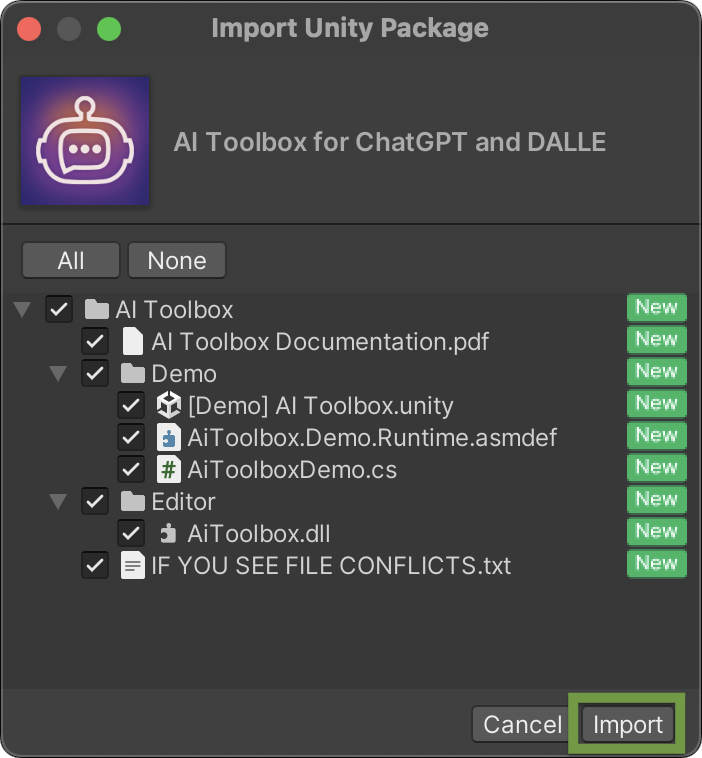 Import Unity Package
AI Toolbox for ChatGPT and DALLE
All None
AI Toolbox New
AI Toolbox Documentation.pdf New
Demo New
[Demo] AI Toolbox.unity New
AiToolbox.Demo.Runtime.asmdef New
# AiToolboxDemo.cs New
Editor New
AiToolbox.dll New
IF YOU SEE FILE CONFLICTS.txt New
Cancel Import